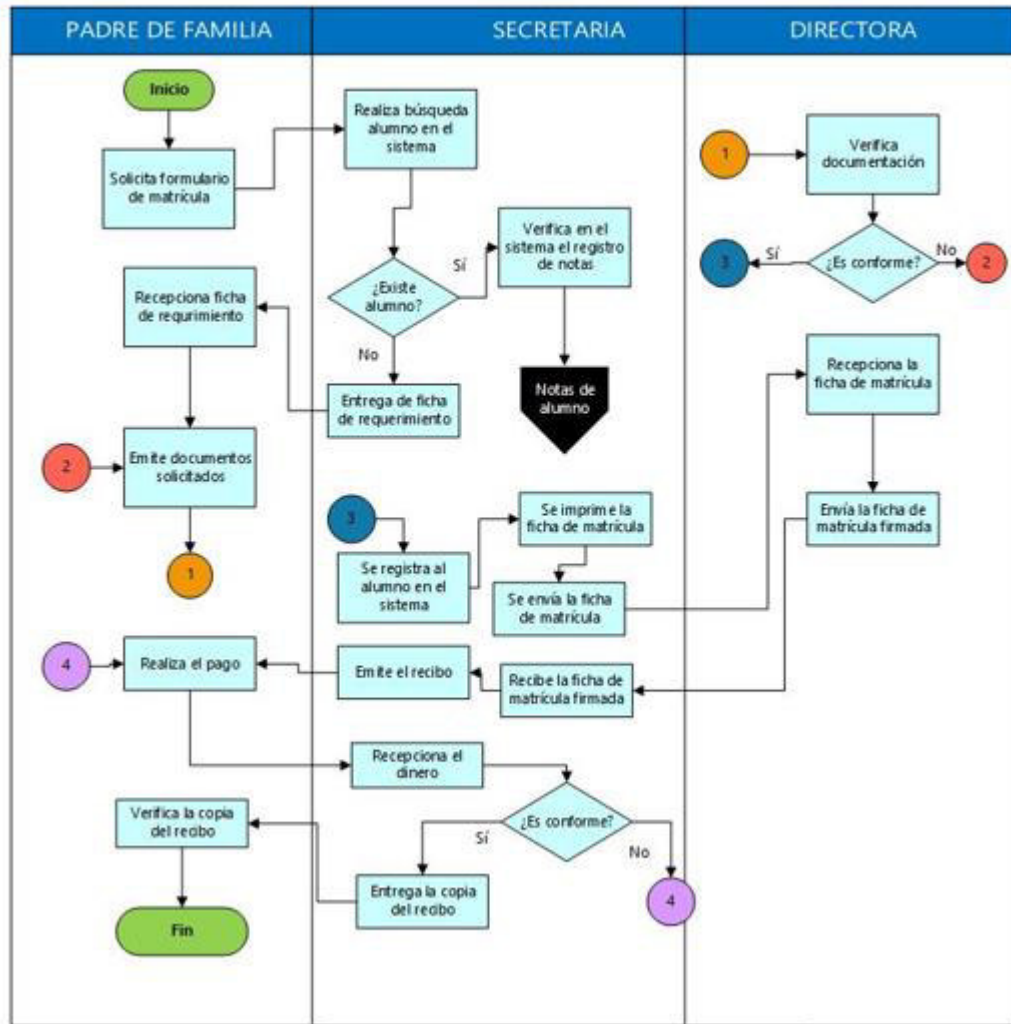 PADRE DE FAMILIA
SECRETARIA
DIRECTORA
Inicio
Solicita formulario
de matrícula
Realiza búsqueda
alumno en el
sistema
¿Existe
alumno?
Sí
No
Verifica en el
sistema el registro
de notas
Notas de
alumno
Entrega de ficha
de requerimiento
Recepciona ficha
de requrimiento
2
Emite documentos
solicitados
1
1
Verifica
documentación
¿Es conforme?
Sí
No
3
2
3
Se registra al
alumno en el
sistema
Se imprime la
ficha de matrícula
Se envía la ficha
de matrícula
Recepciona la
ficha de matrícula
Envía la ficha de
matrícula firmada
Recibe la ficha de
matrícula firmada
Emite el recibo
4
Realiza el pago
Recepciona el
dinero
¿Es conforme?
Sí
No
4
Entrega la copia
del recibo
Verifica la copia
del recibo
Fin